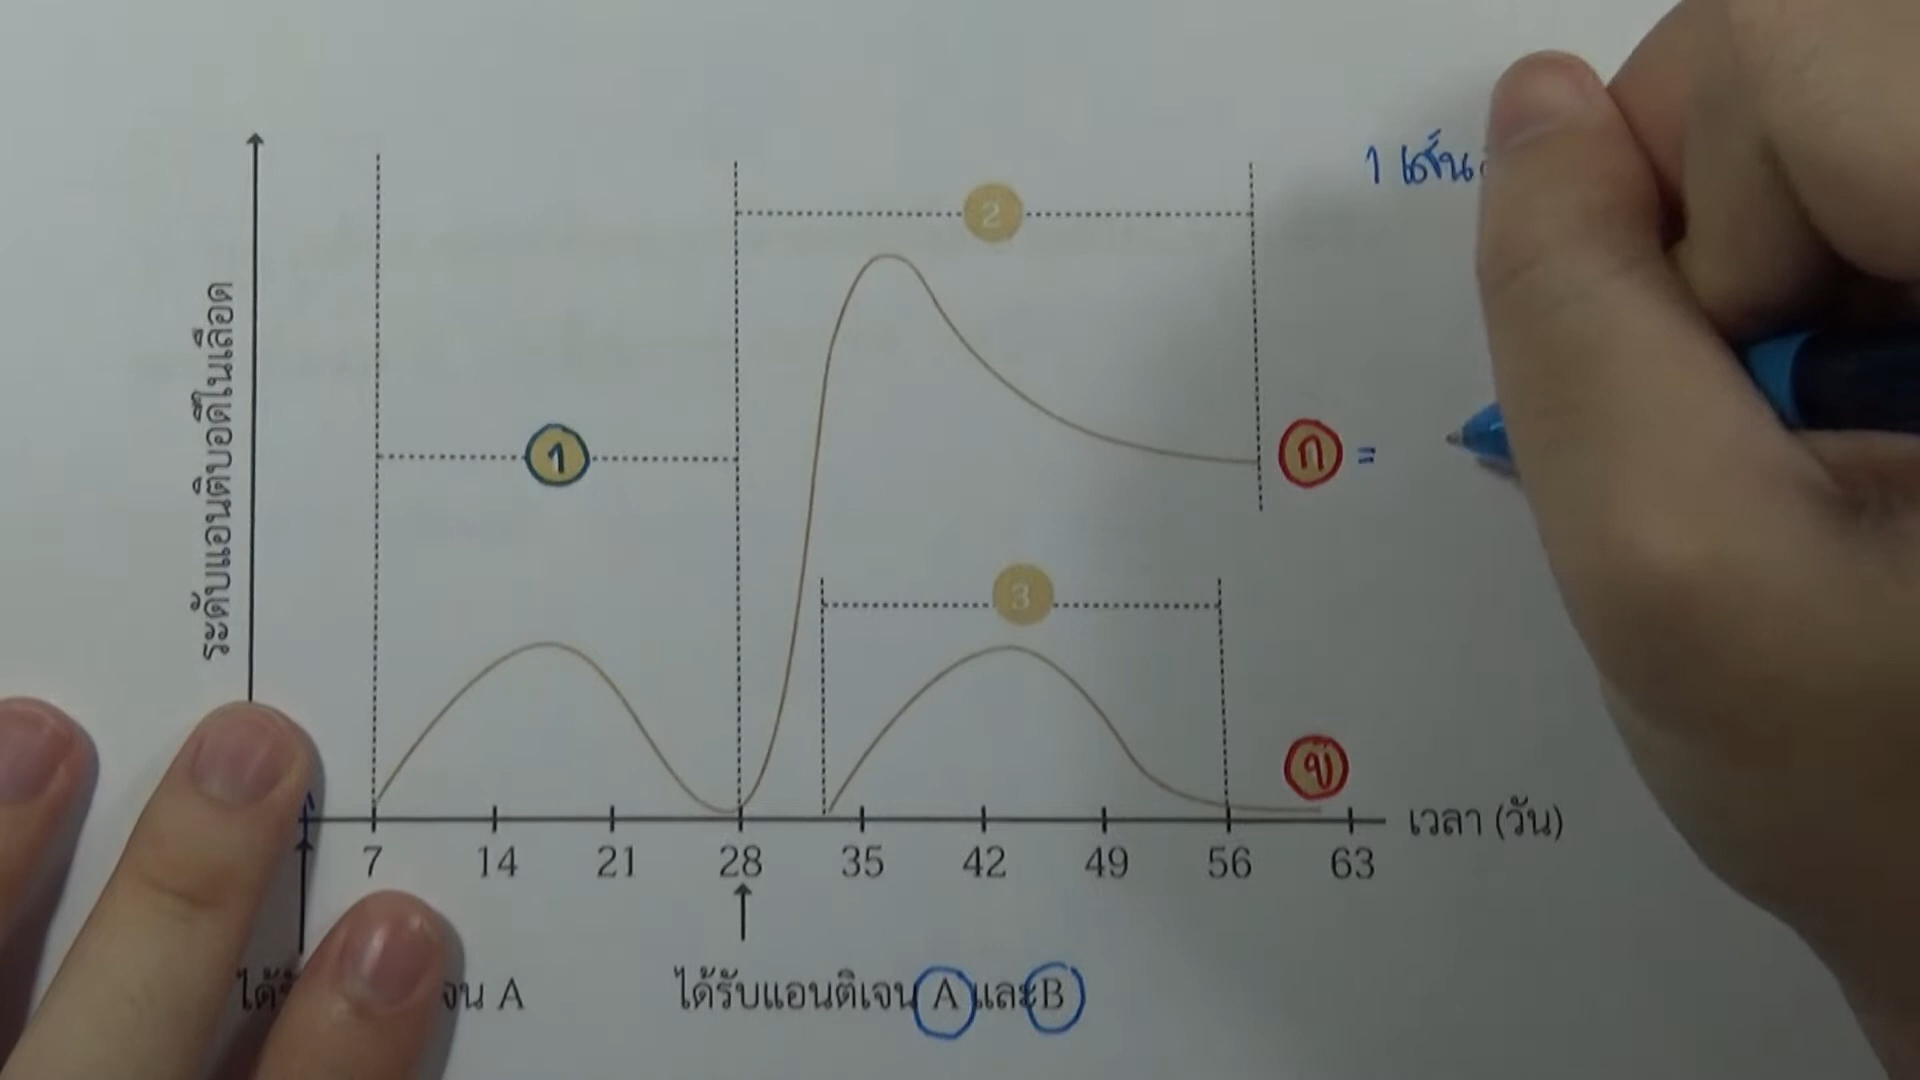 1 เส้น
ระดับแอนติบอดีในเลือด
2
1
ก =
3
ข
เวลา (วัน)
7 14 21 28 35 42 49 56 63
จน A
ได้รับแอนติเจน A และ B